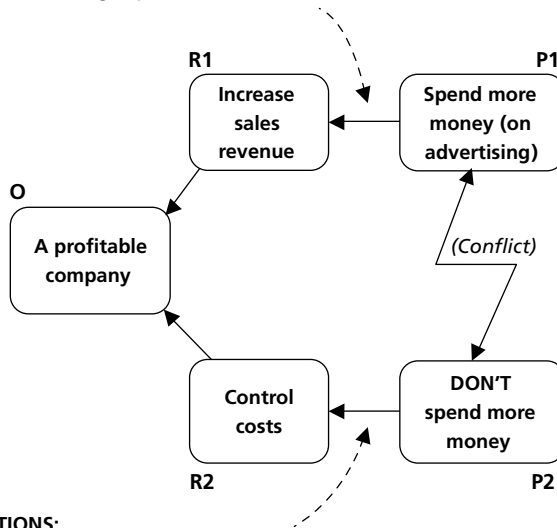 R1
P1
Increase
sales
revenue
Spend more
money (on
advertising)
O
A profitable
company
(Conflict)
Control
costs
DON'T
spend more
money
R2
P2
TIONS: